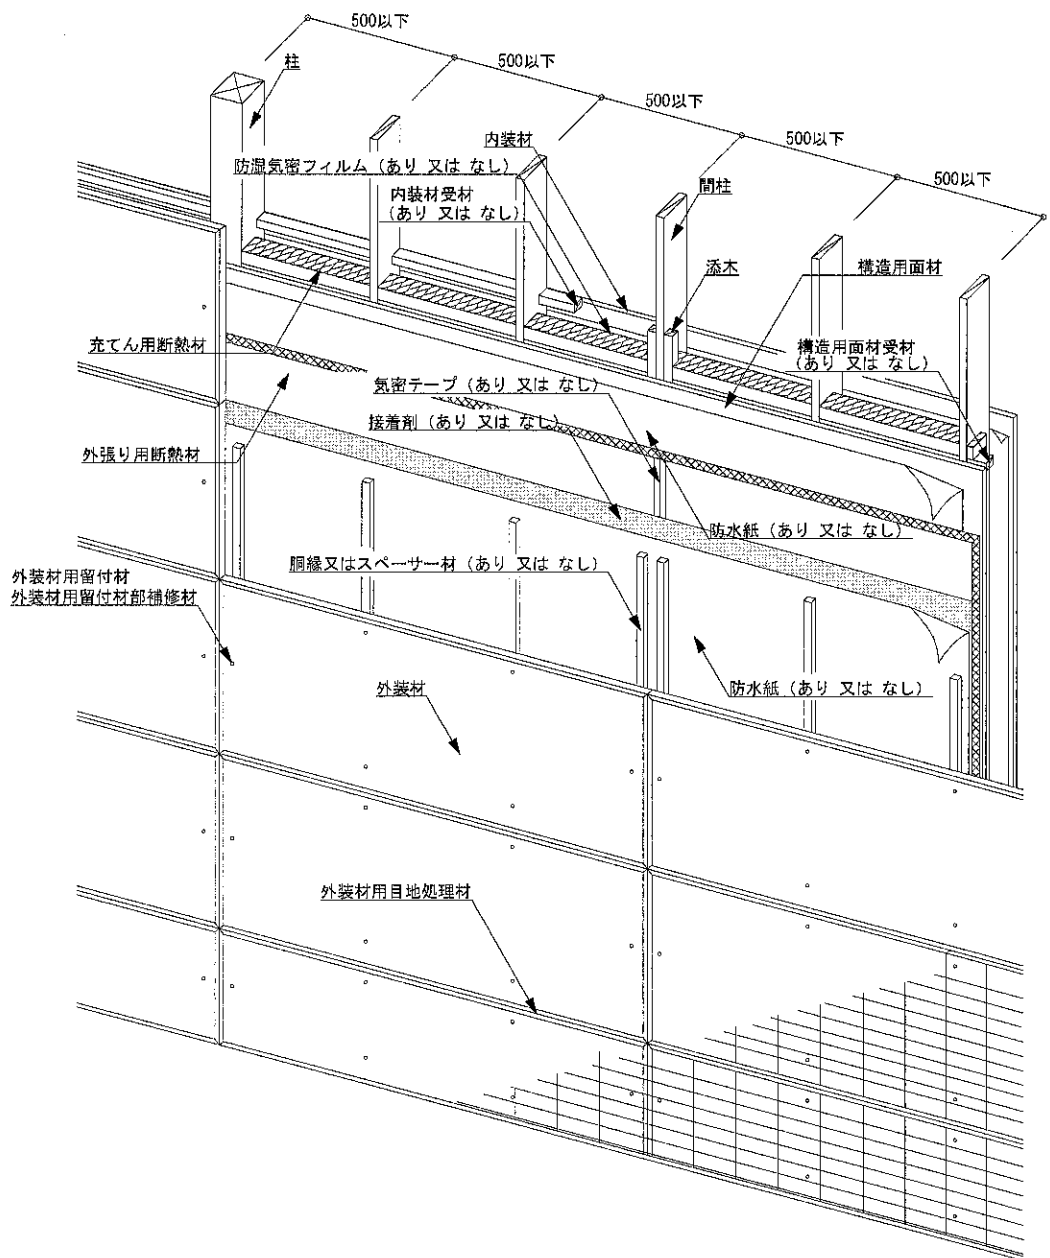 500以下
500以下
500以下
500以下
500以下
柱
内装材
防湿気密フィルム (あり 又は なし)
内装材受材
(あり 又は なし)
間柱
添木
構造用面材
構造用面材受材
(あり 又は なし)
充てん用断熱材
気密テープ (あり 又は なし)
接着剤 (あり 又は なし)
外張り用断熱材
防水紙 (あり 又は なし)
胴縁又はスペーサー材 (あり 又は なし)
外装材用留付材
外装材用留付材部補修材
外装材
防水紙 (あり 又は なし)
外装材用目地処理材